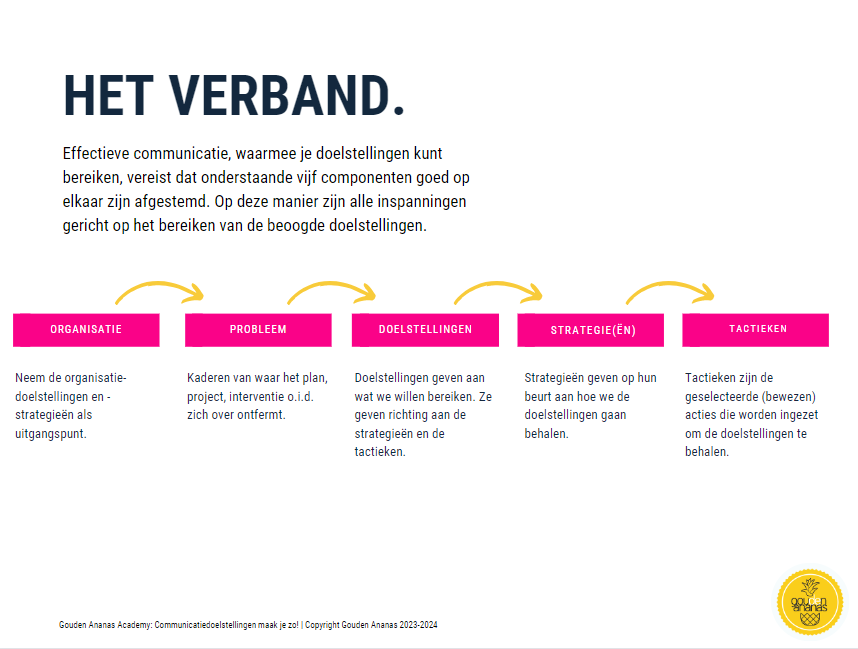 HET VERBAND.
Effectieve communicatie, waarmee je doelstellingen kunt
bereiken, vereist dat onderstaande vijf componenten goed op
elkaar zijn afgestemd. Op deze manier zijn alle inspanningen
gericht op het bereiken van de beoogde doelstellingen.
ORGANISATIE
Neem de organisatie-
doelstellingen en -
strategieën als
uitgangspunt.
PROBLEEM
Kaderen van waar het plan,
project, interventie o.i.d.
zich over ontfermt.
DOELSTELLINGEN
Doelstellingen geven aan
wat we willen bereiken. Ze
geven richting aan de
strategieën en de
tactieken.
STRATEGIE(ËN)
Strategieën geven op hun
beurt aan hoe we de
doelstellingen gaan
behalen.
TACTIEKEN
Tactieken zijn de
geselecteerde (bewezen)
acties die worden ingezet
om de doelstellingen te
behalen.
gouden
ananas
Gouden Ananas Academy: Communicatiedoelstellingen maak je zo! | Copyright Gouden Ananas 2023-2024